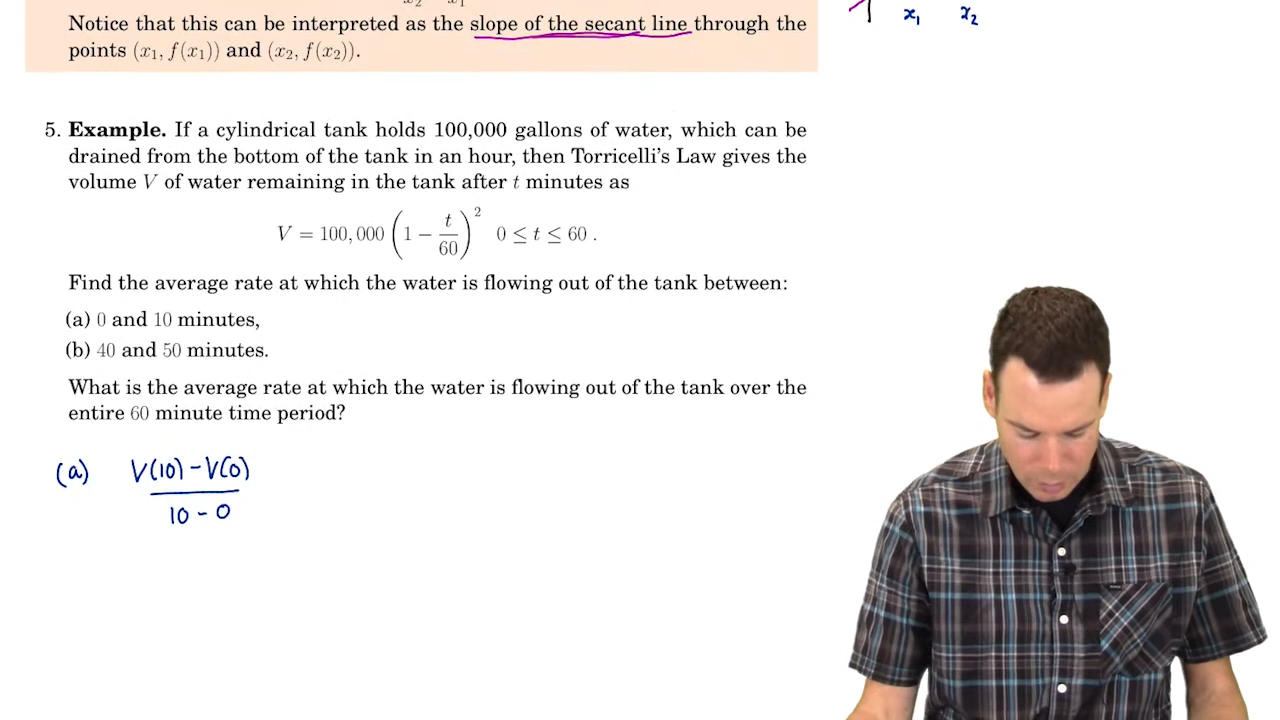 x₂ x₁
Notice that this can be interpreted as the slope of the secant line through the
points (x₁, f(x₁)) and (x₂, f(x₂)).
x₁ x₂
5. Example. If a cylindrical tank holds 100,000 gallons of water, which can be
drained from the bottom of the tank in an hour, then Torricelli's Law gives the
volume V of water remaining in the tank after t minutes as
V = 100,000 (1 − t/60)² 0 ≤ t ≤ 60 .
Find the average rate at which the water is flowing out of the tank between:
(a) 0 and 10 minutes,
(b) 40 and 50 minutes.
What is the average rate at which the water is flowing out of the tank over the
entire 60 minute time period?
(a) V(10) − V(0)
10 − 0